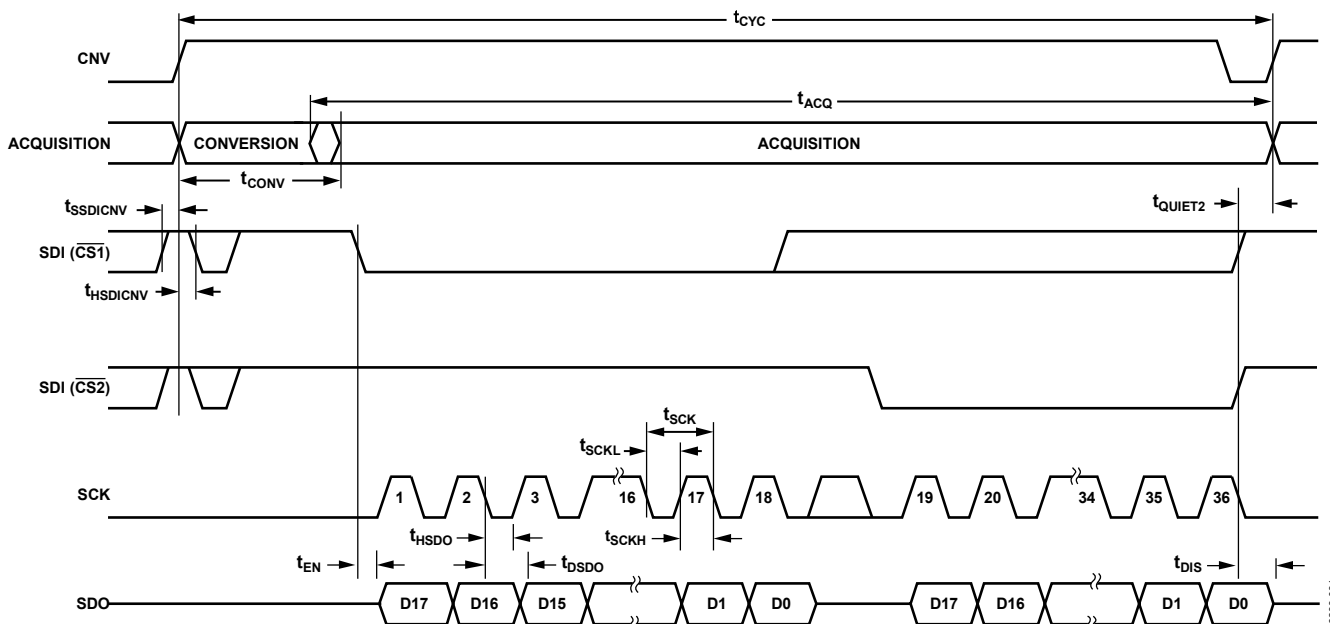 tCYC
CNV
tACQ
ACQUISITION CONVERSION ACQUISITION
tCONV
tSSDICNV
tQUIET2
SDI (CS1)
tHSDICNV
SDI (CS2)
tSCK
tSCKL
SCK 1 2 3 16 17 18 19 20 34 35 36
tHSDO tSCKH
tEN tDSDO tDIS
SDO D17 D16 D15 D1 D0 D17 D16 D1 D0